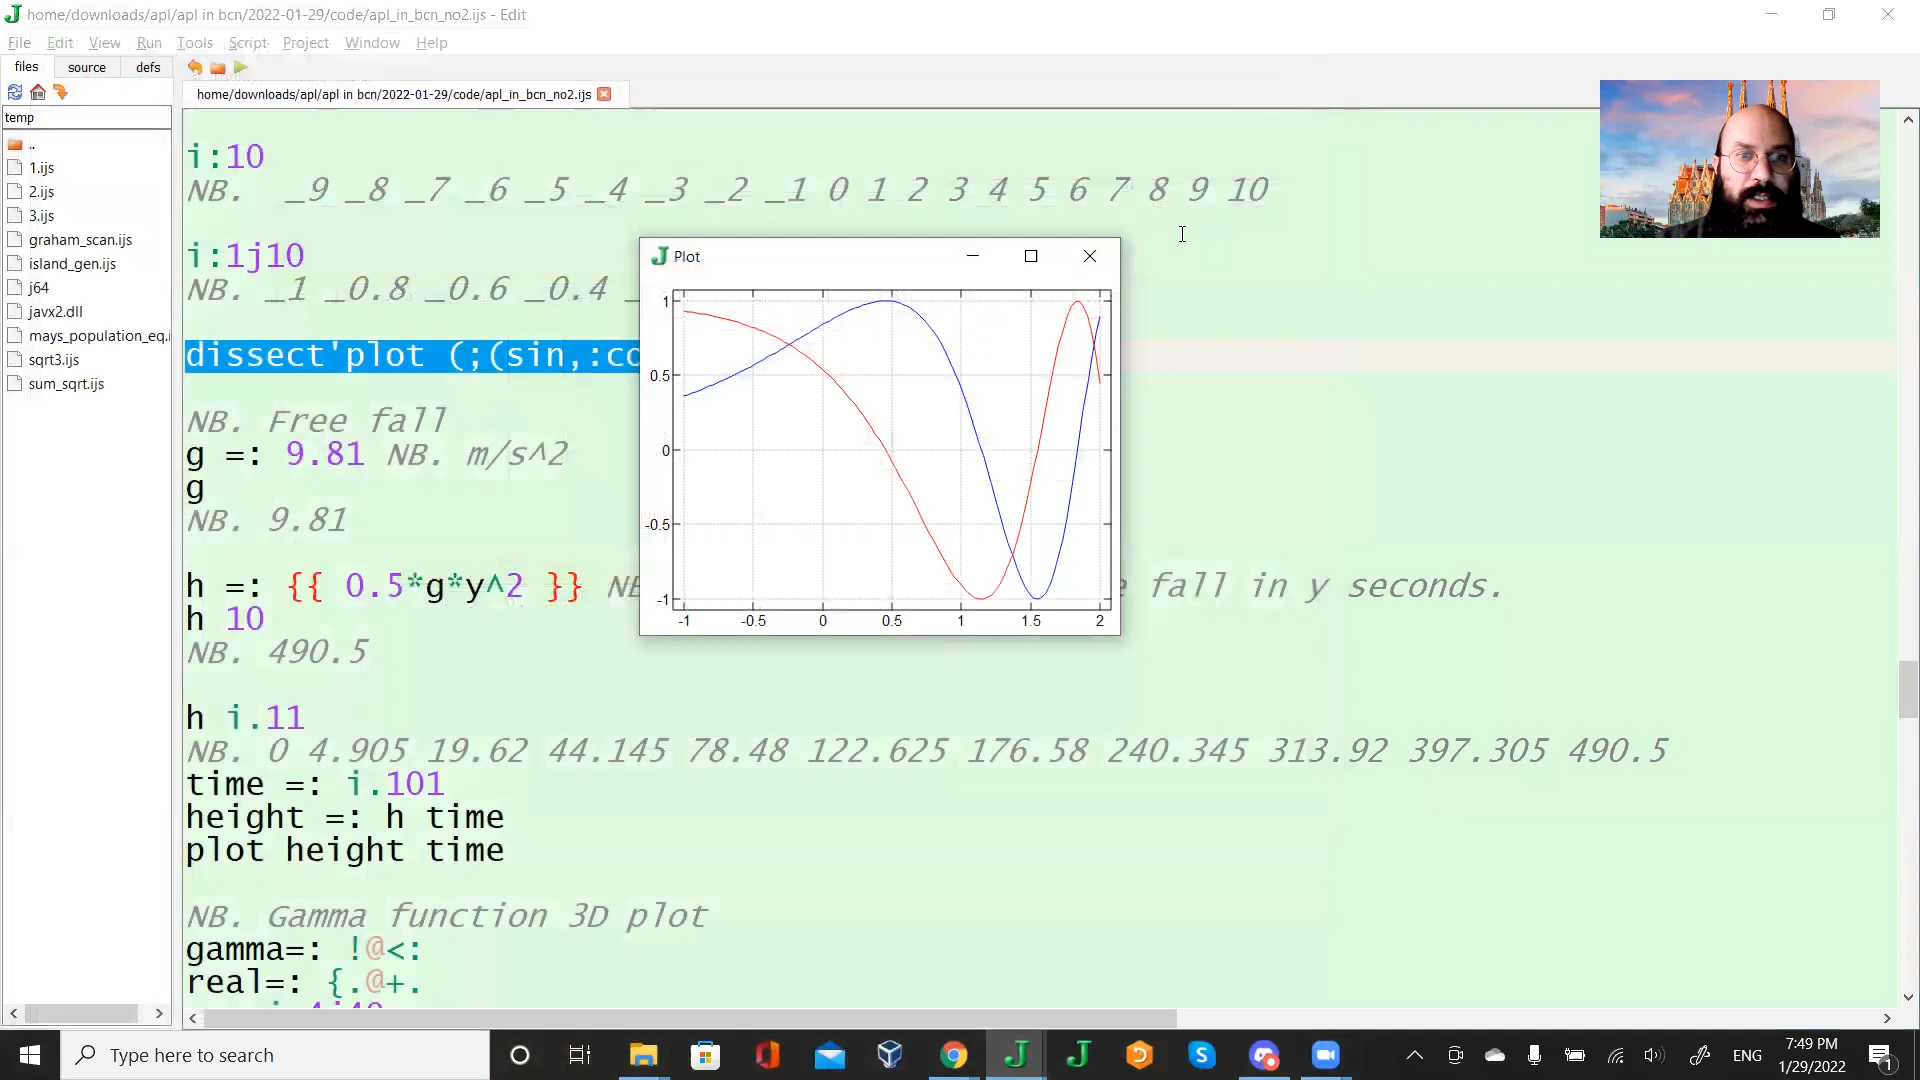 home/downloads/apl/apl in bcn/2022-01-29/code/apl_in_bcn_no2.ijs - Edit
File Edit View Run Tools Script Project Window Help
files source defs
home/downloads/apl/apl in bcn/2022-01-29/code/apl_in_bcn_no2.ijs
temp
..
1.ijs
2.ijs
3.ijs
graham_scan.ijs
island_gen.ijs
j64
javx2.dll
mays_population_eq.i
sqrt3.ijs
sum_sqrt.ijs
i:10
NB. _9 _8 _7 _6 _5 _4 _3 _2 _1 0 1 2 3 4 5 6 7 8 9 10
i:1j10
NB. _1 _0.8 _0.6 _0.4
dissect'plot (;(sin,:co
NB. Free fall
g =: 9.81 NB. m/s^2
g
NB. 9.81
h =: {{ 0.5*g*y^2 }} NB fall in y seconds.
h 10
NB. 490.5
h i.11
NB. 0 4.905 19.62 44.145 78.48 122.625 176.58 240.345 313.92 397.305 490.5
time =: i.101
height =: h time
plot height time
NB. Gamma function 3D plot
gamma=: !@<:
real=: {.@+.
Plot
1
0.5
0
-0.5
-1
-1 -0.5 0 0.5 1 1.5 2
Type here to search
ENG
7:49 PM
1/29/2022
1